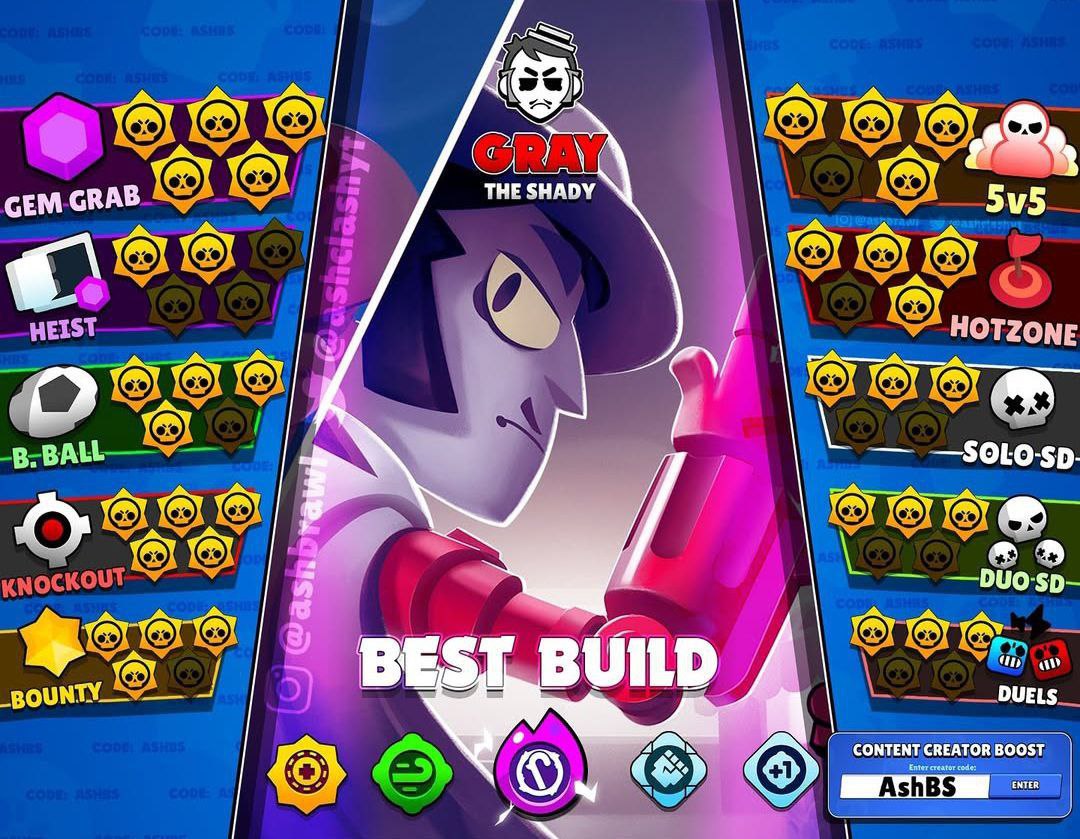 CODE: ASHBS
GRAY
THE SHADY
GEM GRAB
HEIST
B. BALL
KNOCKOUT
BOUNTY
5v5
HOTZONE
SOLO SD
DUO SD
DUELS
@ashclashyt
@ashbrawl
BEST BUILD
+1
CONTENT CREATOR BOOST
Enter creator code:
AshBS
ENTER